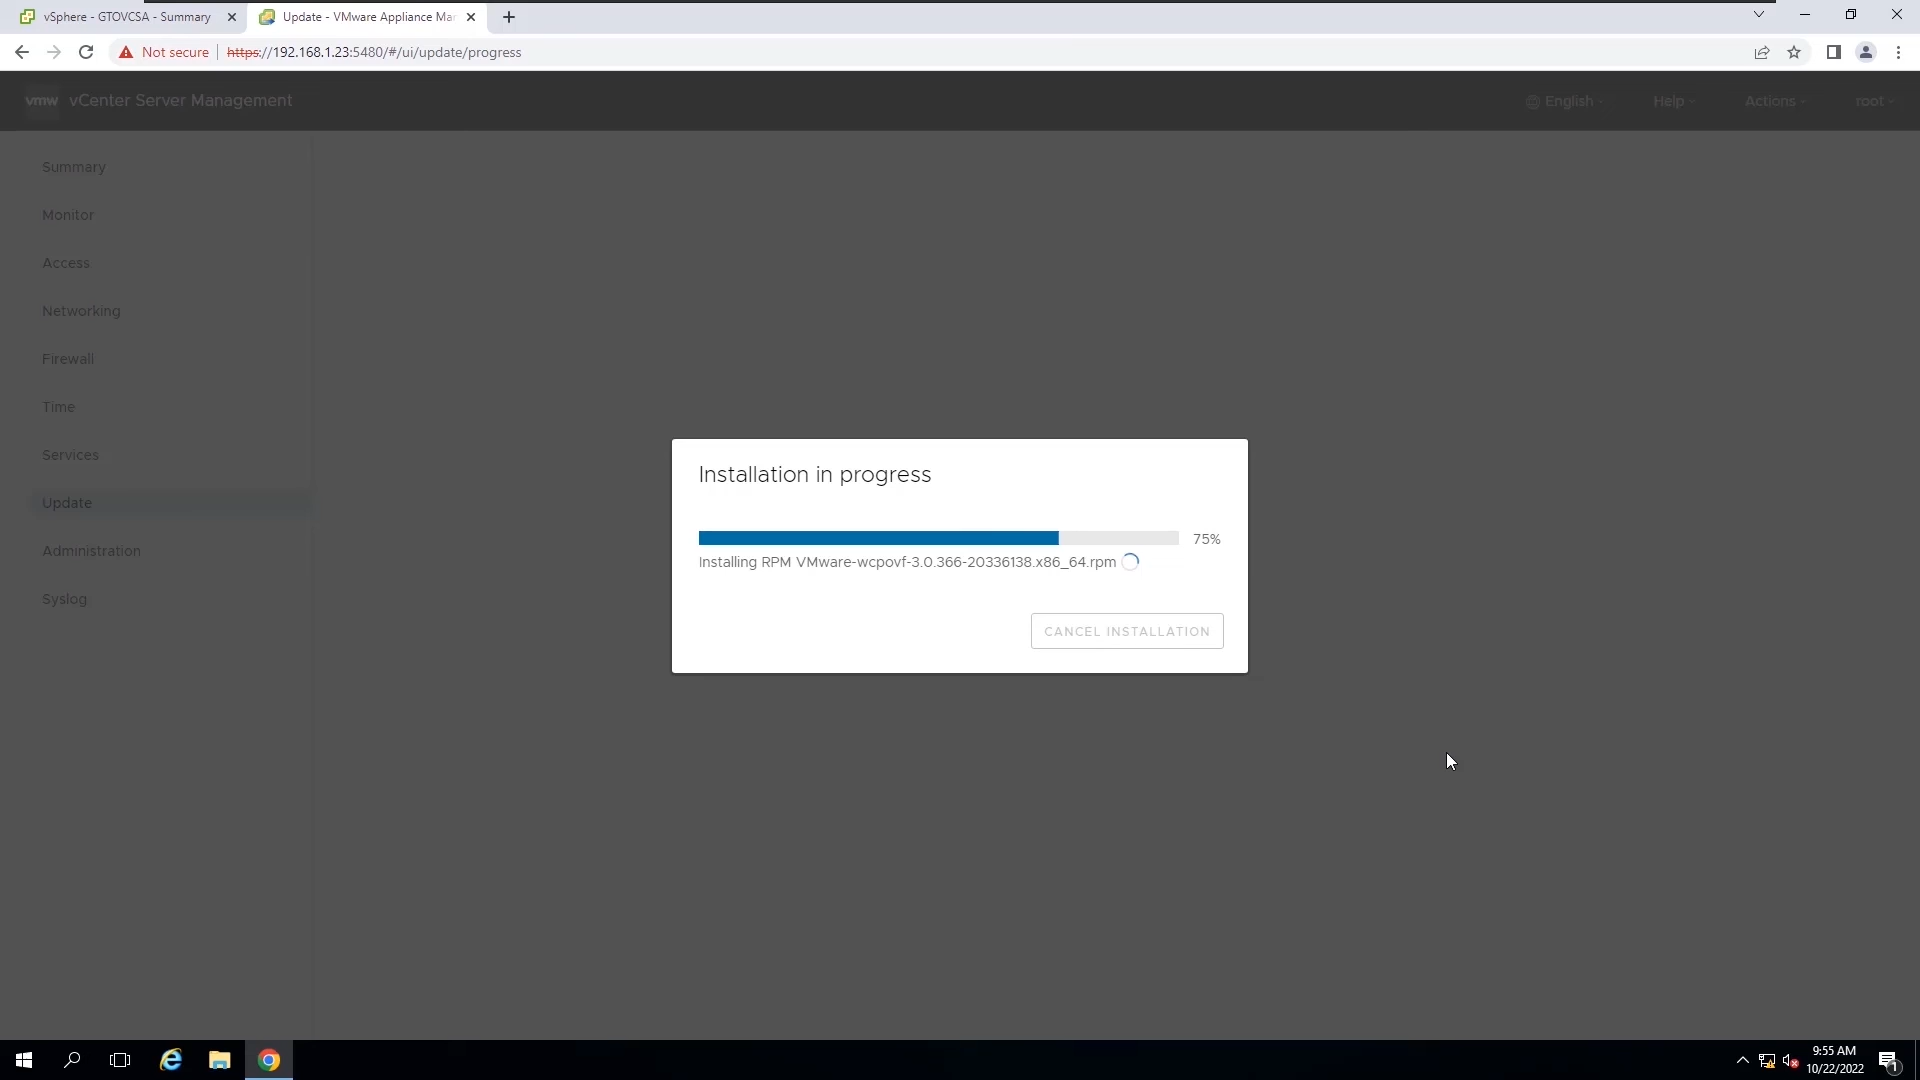 vSphere - GTOVCSA - Summary
Update - VMware Appliance Mar
Not secure
https://192.168.1.23:5480/#/ui/update/progress
vmw vCenter Server Management
English
Help
Actions
root
Summary
Monitor
Access
Networking
Firewall
Time
Services
Update
Administration
Syslog
Installation in progress
75%
Installing RPM VMware-wcpovf-3.0.366-20336138.x86_64.rpm
CANCEL INSTALLATION
9:55 AM
10/22/2022
1